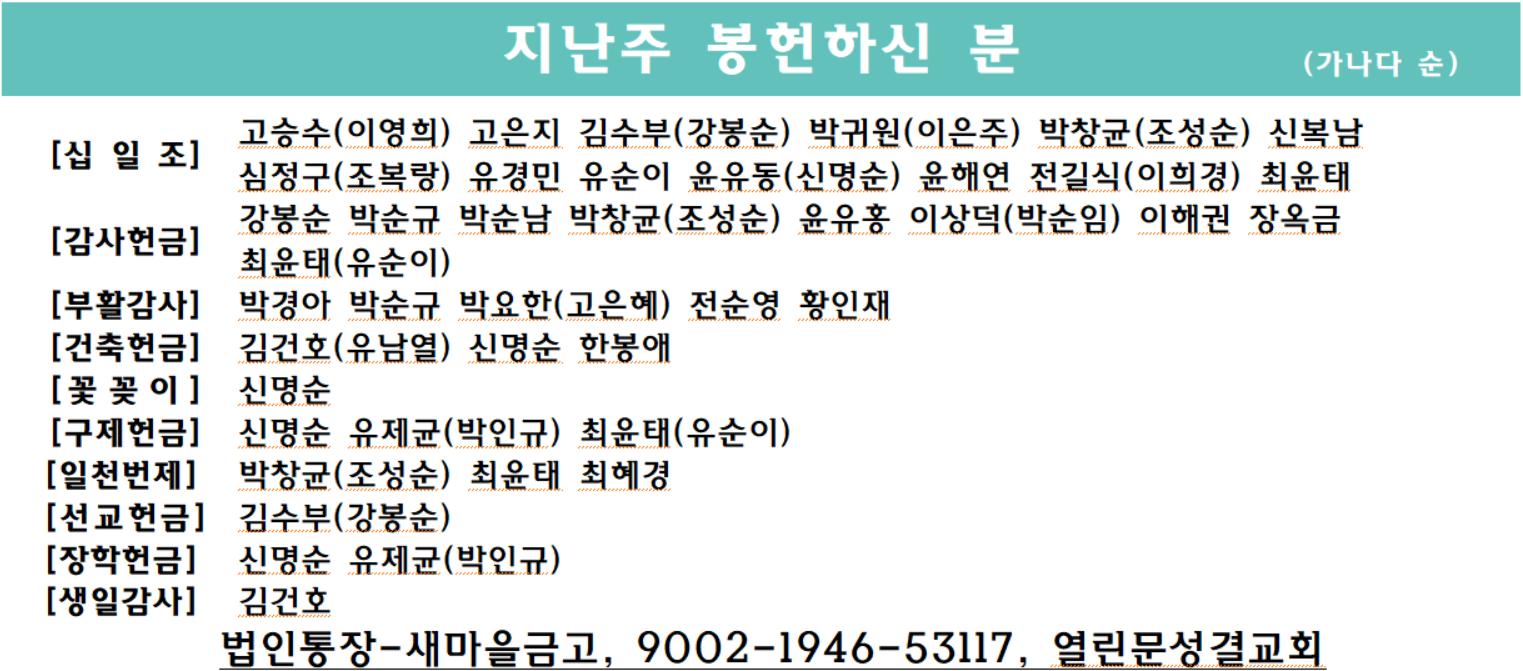 지난주 봉헌하신 분 (가나다 순)
[십 일 조] 고승수(이영희) 고은지 김수부(강봉순) 박귀원(이은주) 박창균(조성순) 신복남
심정구(조복랑) 유경민 유순이 윤유동(신명순) 윤해연 전길식(이희경) 최윤태
[감사헌금] 강봉순 박순규 박순남 박창균(조성순) 윤유홍 이상덕(박순임) 이해권 장옥금
최윤태(유순이)
[부활감사] 박경아 박순규 박요한(고은혜) 전순영 황인재
[건축헌금] 김건호(유남열) 신명순 한봉애
[꽃 꽂 이] 신명순
[구제헌금] 신명순 유제균(박인규) 최윤태(유순이)
[일천번제] 박창균(조성순) 최윤태 최혜경
[선교헌금] 김수부(강봉순)
[장학헌금] 신명순 유제균(박인규)
[생일감사] 김건호
법인통장-새마을금고, 9002-1946-53117, 열린문성결교회